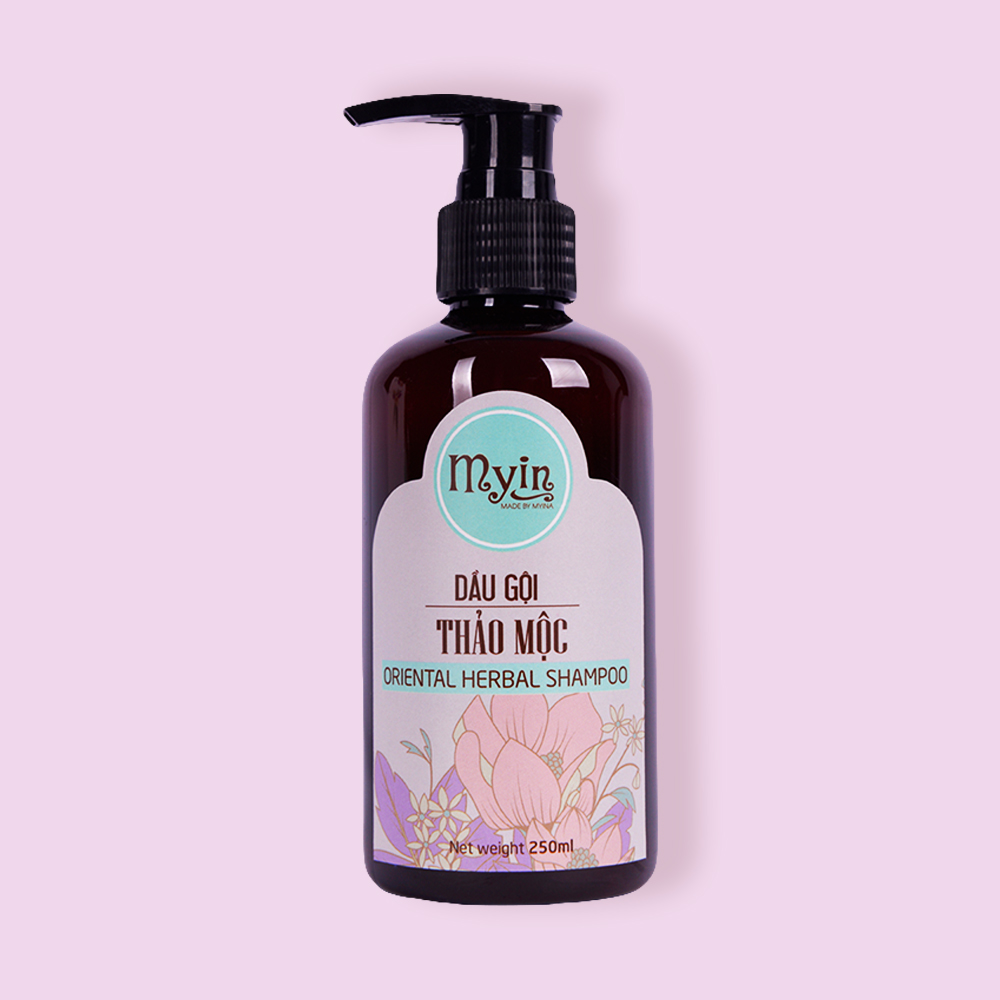 Myin
MADE BY MYINA
DẦU GỘI
THẢO MỘC
ORIENTAL HERBAL SHAMPOO
Net weight 250ml